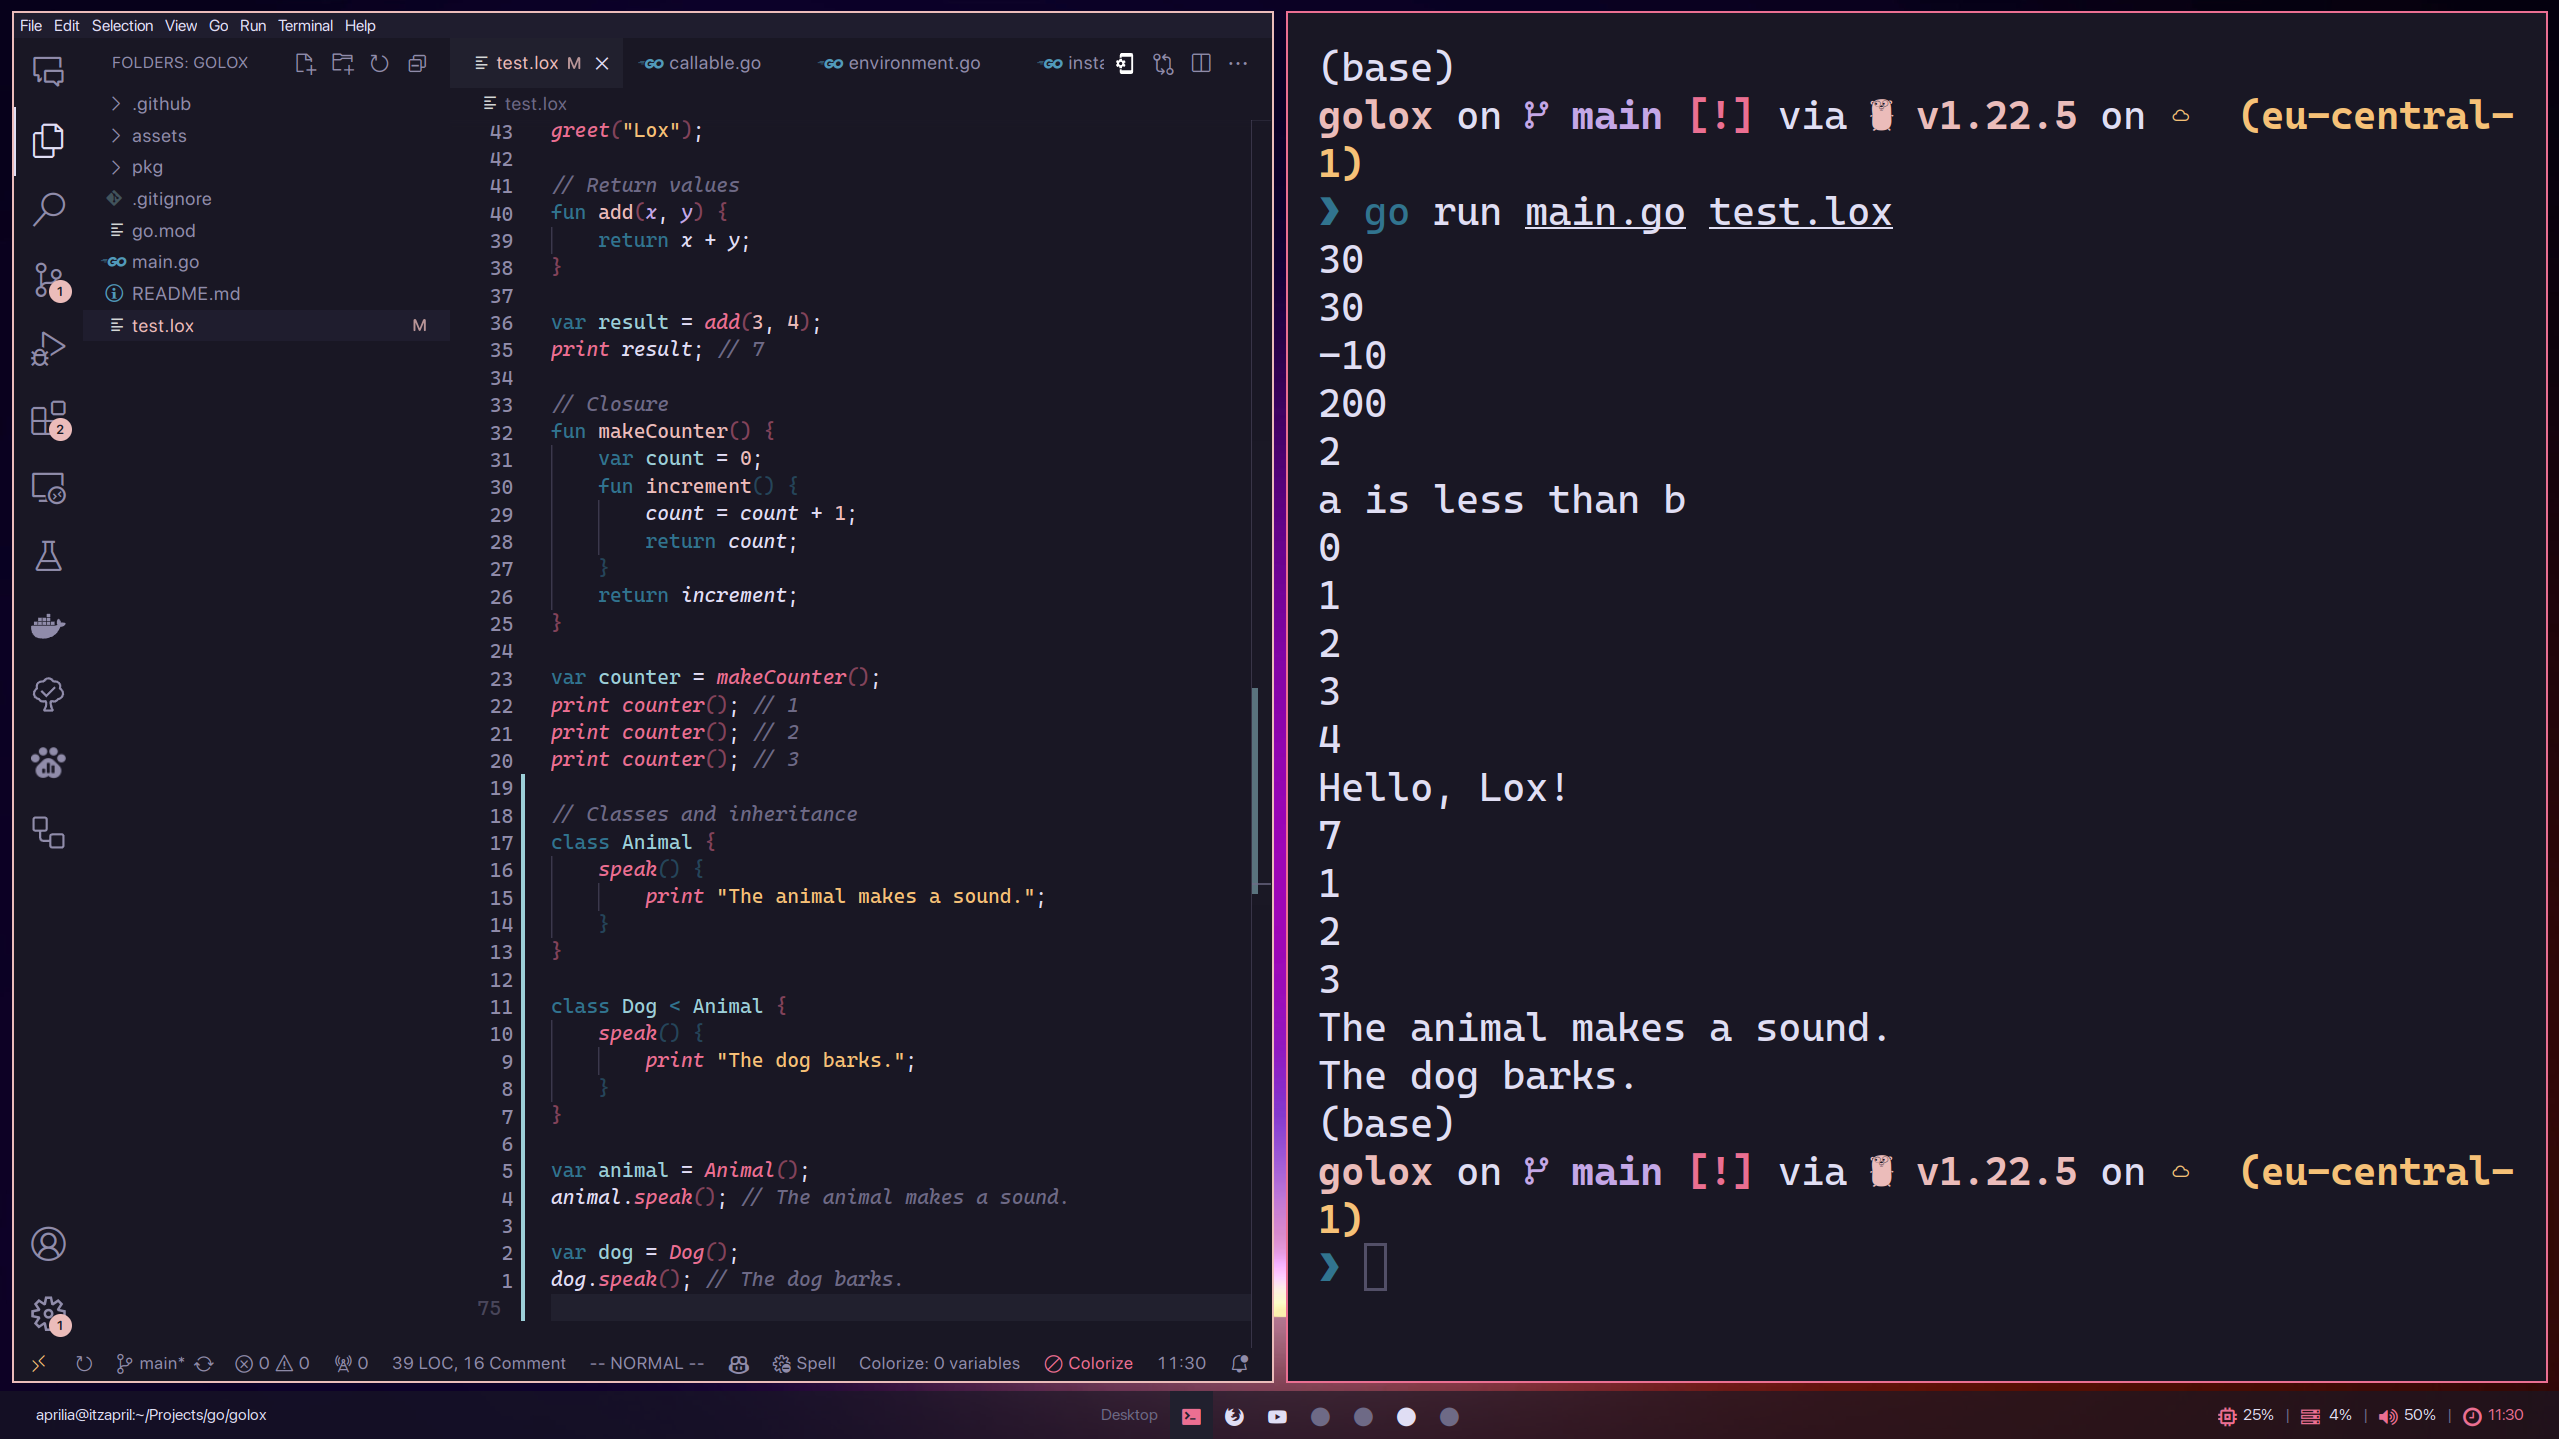 File Edit Selection View Go Run Terminal Help
FOLDERS: GOLOX
.github
assets
pkg
.gitignore
go.mod
GO main.go
README.md
test.lox M
1
2
1
test.lox M
GO callable.go
GO environment.go
GO insta
test.lox
43 greet("Lox");
42
41 // Return values
40 fun add(x, y) {
39 return x + y;
38 }
37
36 var result = add(3, 4);
35 print result; // 7
34
33 // Closure
32 fun makeCounter() {
31 var count = 0;
30 fun increment() {
29 count = count + 1;
28 return count;
27 }
26 return increment;
25 }
24
23 var counter = makeCounter();
22 print counter(); // 1
21 print counter(); // 2
20 print counter(); // 3
19
18 // Classes and inheritance
17 class Animal {
16 speak() {
15 print "The animal makes a sound.";
14 }
13 }
12
11 class Dog < Animal {
10 speak() {
9 print "The dog barks.";
8 }
7 }
6
5 var animal = Animal();
4 animal.speak(); // The animal makes a sound.
3
2 var dog = Dog();
1 dog.speak(); // The dog barks.
75
main* 0 0 0 39 LOC, 16 Comment -- NORMAL -- Spell Colorize: 0 variables Colorize 11:30
(base)
golox on main [!] via v1.22.5 on (eu-central-
1)
❯ go run main.go test.lox
30
30
-10
200
2
a is less than b
0
1
2
3
4
Hello, Lox!
7
1
2
3
The animal makes a sound.
The dog barks.
(base)
golox on main [!] via v1.22.5 on (eu-central-
1)
❯
aprilia@itzapril:~/Projects/go/golox
Desktop
25% | 4% | 50% | 11:30